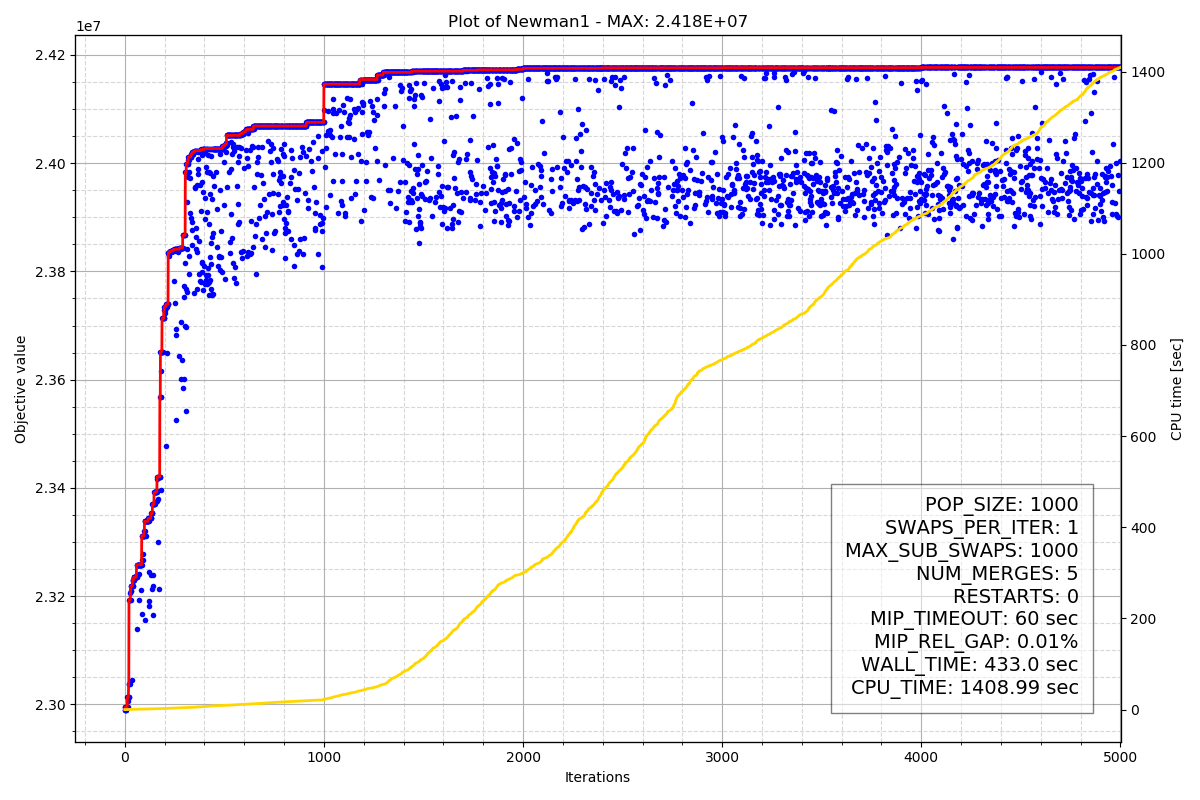 Plot of Newman1 - MAX: 2.418E+07
1e7
2.42
2.40
2.38
2.36
2.34
2.32
2.30
Objective value
1400
1200
1000
800
600
400
200
0
CPU time [sec]
POP_SIZE: 1000
SWAPS_PER_ITER: 1
MAX_SUB_SWAPS: 1000
NUM_MERGES: 5
RESTARTS: 0
MIP_TIMEOUT: 60 sec
MIP_REL_GAP: 0.01%
WALL_TIME: 433.0 sec
CPU_TIME: 1408.99 sec
0 1000 2000 3000 4000 5000
Iterations